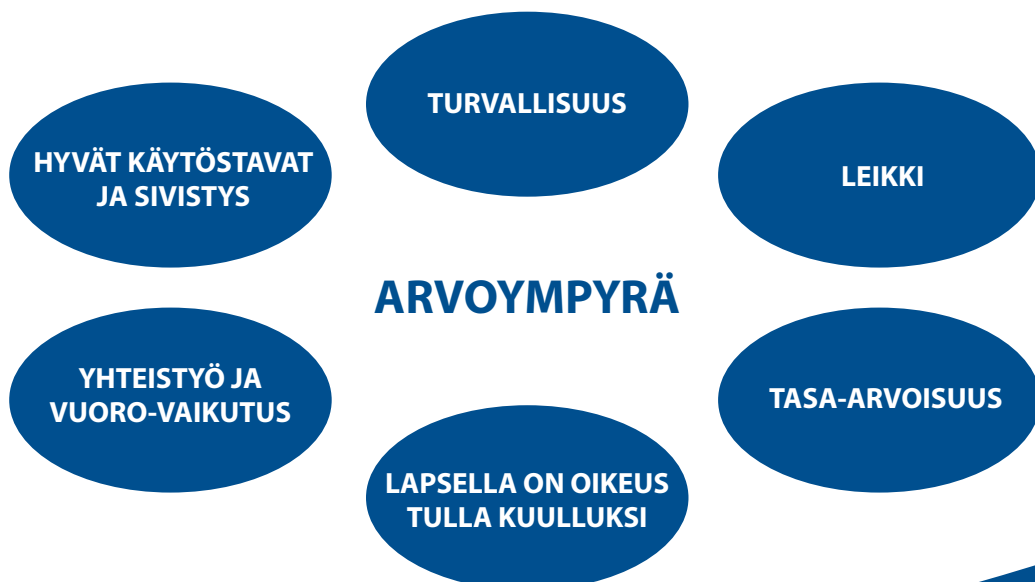 TURVALLISUUS
HYVÄT KÄYTÖSTAVAT
JA SIVISTYS
LEIKKI
ARVOYMPYRÄ
YHTEISTYÖ JA
VUORO-VAIKUTUS
TASA-ARVOISUUS
LAPSELLA ON OIKEUS
TULLA KUULLUKSI